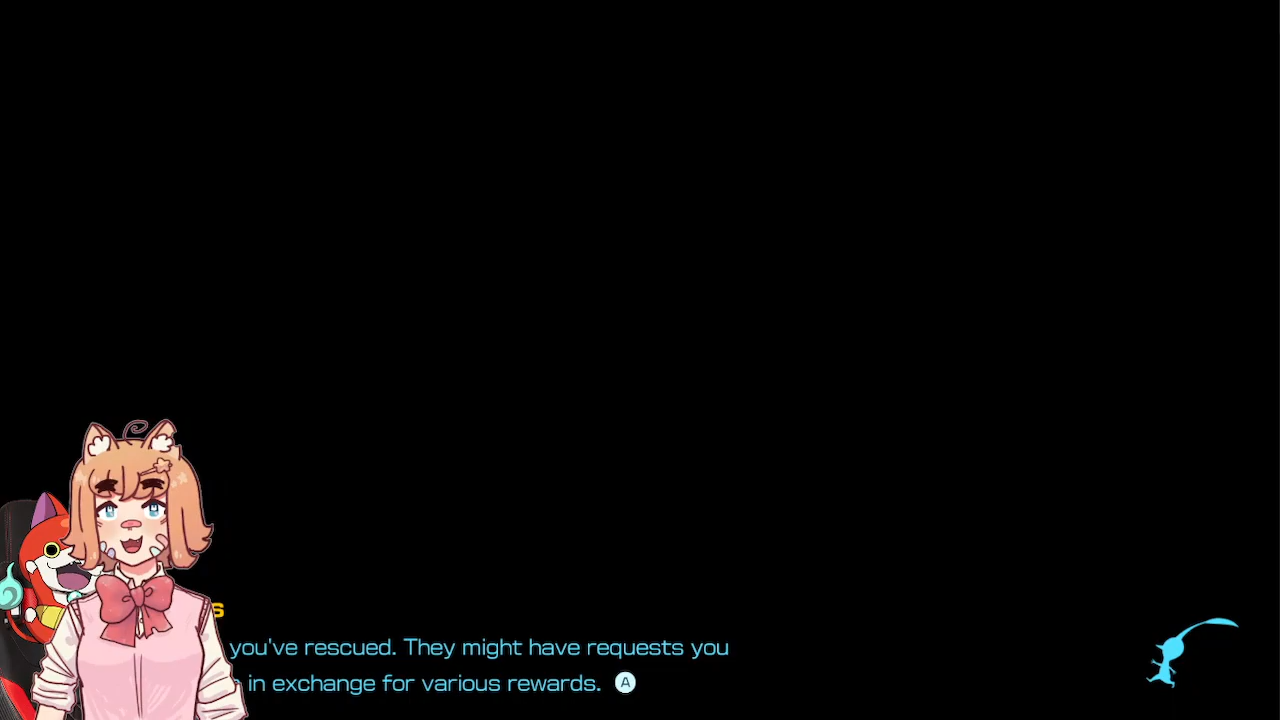 s
you've rescued. They might have requests you
in exchange for various rewards. A